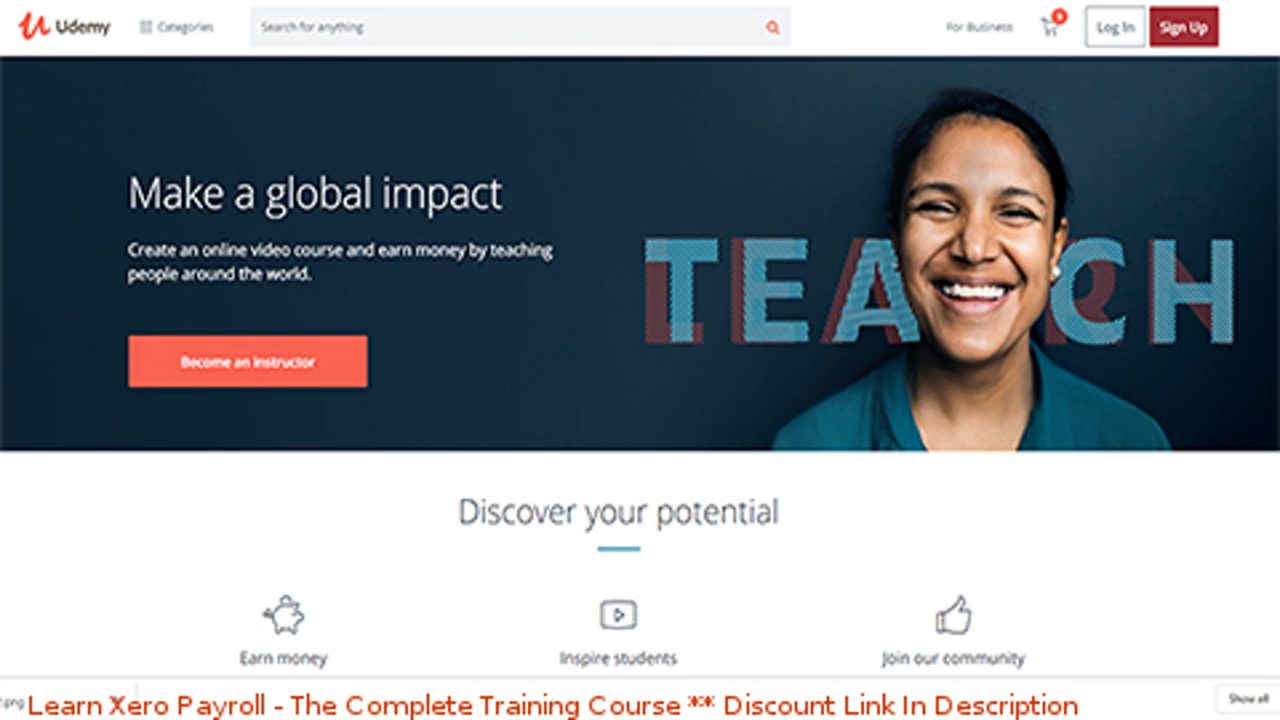 Udemy Categories Search for anything For Business Log In Sign Up
Make a global impact
Create an online video course and earn money by teaching
people around the world.
TEACH
Become an instructor
Discover your potential
Earn money Inspire students Join our community
Learn Xero Payroll - The Complete Training Course ** Discount Link In Description
Show all